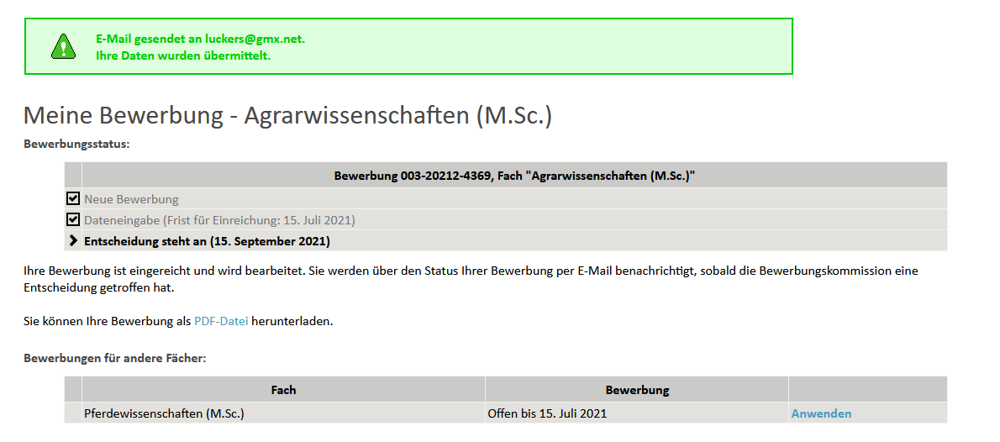 E-Mail gesendet an luckers@gmx.net.
Ihre Daten wurden übermittelt.
Meine Bewerbung - Agrarwissenschaften (M.Sc.)
Bewerbungsstatus:
Bewerbung 003-20212-4369, Fach "Agrarwissenschaften (M.Sc.)"
Neue Bewerbung
Dateneingabe (Frist für Einreichung: 15. Juli 2021)
Entscheidung steht an (15. September 2021)
Ihre Bewerbung ist eingereicht und wird bearbeitet. Sie werden über den Status Ihrer Bewerbung per E-Mail benachrichtigt, sobald die Bewerbungskommission eine
Entscheidung getroffen hat.
Sie können Ihre Bewerbung als PDF-Datei herunterladen.
Bewerbungen für andere Fächer:
Fach Bewerbung
Pferdewissenschaften (M.Sc.) Offen bis 15. Juli 2021 Anwenden